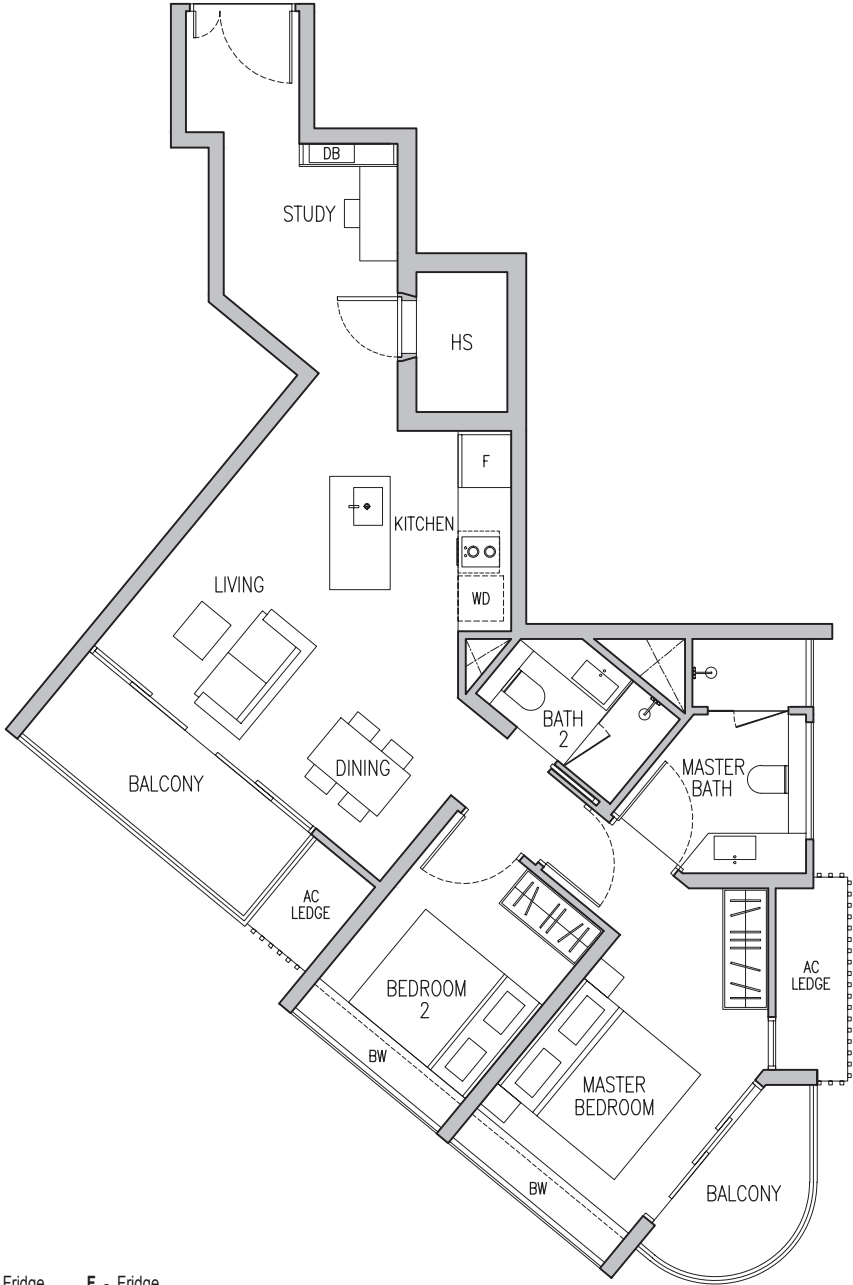 DB
STUDY
HS
F
KITCHEN
LIVING
WD
BATH
2
MASTER
BATH
DINING
BALCONY
AC
LEDGE
AC
LEDGE
BEDROOM
2
BW
MASTER
BEDROOM
BW
BALCONY
Fridge F - Fridge